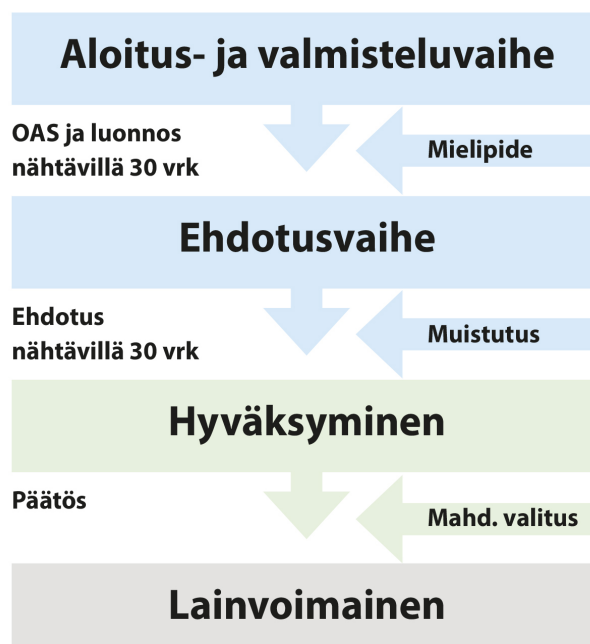 Aloitus- ja valmisteluvaihe
OAS ja luonnos
nähtävillä 30 vrk
Mielipide
Ehdotusvaihe
Ehdotus
nähtävillä 30 vrk
Muistutus
Hyväksyminen
Päätös
Mahd. valitus
Lainvoimainen